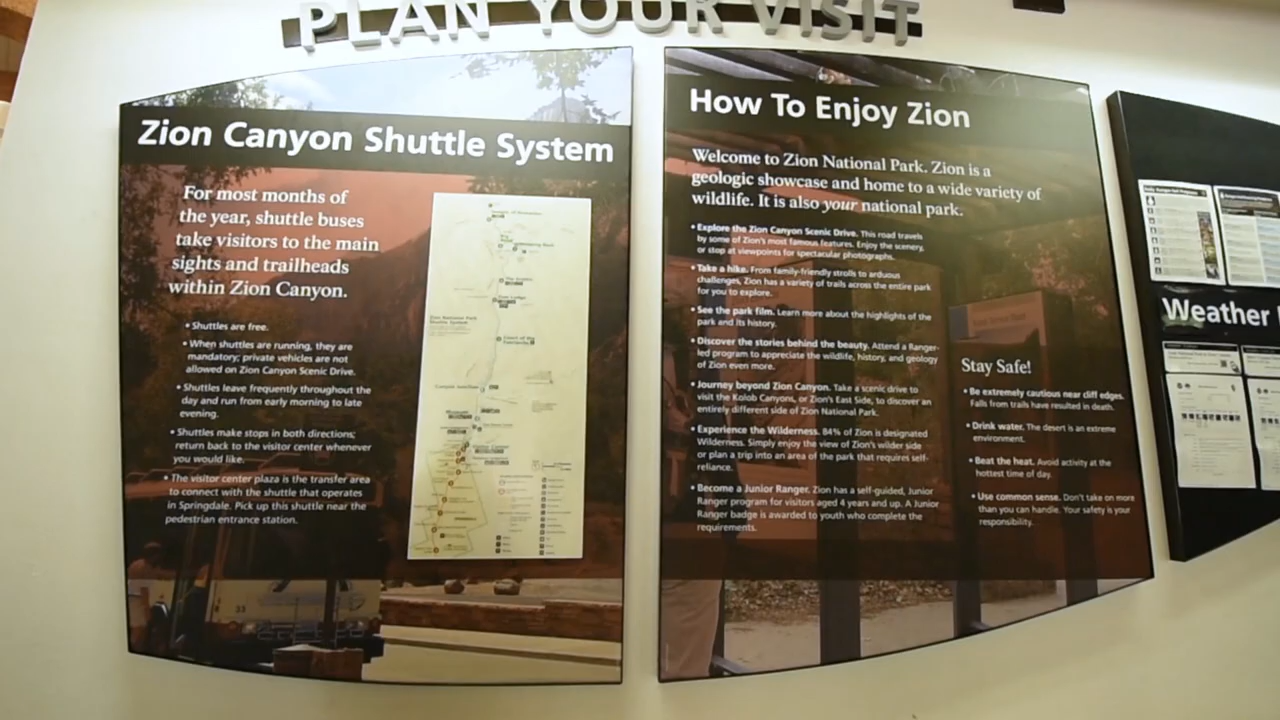 PLAN YOUR VISIT
Zion Canyon Shuttle System
For most months of
the year, shuttle buses
take visitors to the main
sights and trailheads
within Zion Canyon.
• Shuttles are free.
• When shuttles are running, they are
mandatory; private vehicles are not
allowed on Zion Canyon Scenic Drive.
• Shuttles leave frequently throughout the
day and run from early morning to late
evening.
• Shuttles make stops in both directions;
return back to the visitor center whenever
you would like.
• The visitor center plaza is the transfer area
to connect with the shuttle that operates
in Springdale. Pick up this shuttle near the
pedestrian entrance station.
How To Enjoy Zion
Welcome to Zion National Park. Zion is a
geologic showcase and home to a wide variety of
wildlife. It is also your national park.
• Explore the Zion Canyon Scenic Drive. This road travels
by some of Zion's most famous features. Enjoy the scenery,
or stop at viewpoints for spectacular photographs.
• Take a hike. From family-friendly strolls to arduous
challenges, Zion has a variety of trails across the entire park
for you to explore.
• See the park film. Learn more about the highlights of the
park and its history.
• Discover the stories behind the beauty. Attend a Ranger-
led program to appreciate the wildlife, history, and geology
of Zion even more.
• Journey beyond Zion Canyon. Take a scenic drive to
visit the Kolob Canyons, or Zion's East Side, to discover an
entirely different side of Zion National Park.
• Experience the Wilderness. 84% of Zion is designated
Wilderness. Simply enjoy the view of Zion's wilder side
or plan a trip into an area of the park that requires self-
reliance.
• Become a Junior Ranger. Zion has a self-guided, Junior
Ranger program for visitors aged 4 years and up. A Junior
Ranger badge is awarded to youth who complete the
requirements.
Stay Safe!
• Be extremely cautious near cliff edges.
Falls from trails have resulted in death.
• Drink water. The desert is an extreme
environment.
• Beat the heat. Avoid activity at the
hottest time of day.
• Use common sense. Don't take on more
than you can handle. Your safety is your
responsibility.
Weather